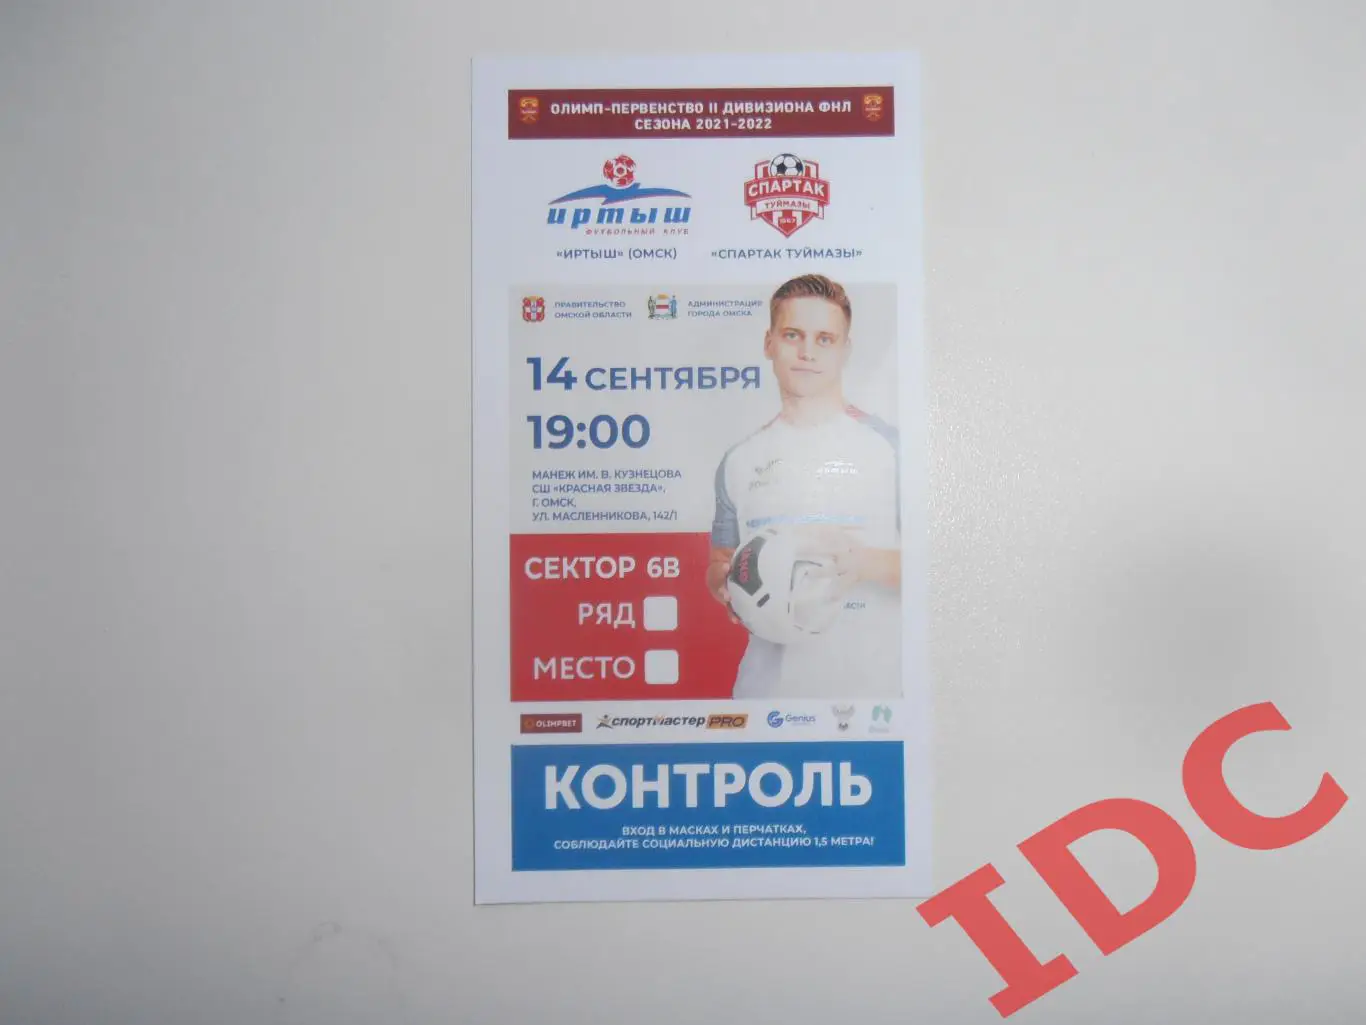 ОЛИМП-ПЕРВЕНСТВО II ДИВИЗИОНА ФНЛ
СЕЗОНА 2021-2022
ИРТЫШ
ФУТБОЛЬНЫЙ КЛУБ
СПАРТАК
ТУЙМАЗЫ
«ИРТЫШ» (ОМСК)
«СПАРТАК ТУЙМАЗЫ»
ПРАВИТЕЛЬСТВО
ОМСКОЙ ОБЛАСТИ
АДМИНИСТРАЦИЯ
ГОРОДА ОМСКА
14 СЕНТЯБРЯ
19:00
МАНЕЖ ИМ. В. КУЗНЕЦОВА
СШ «КРАСНАЯ ЗВЕЗДА»,
Г. ОМСК,
УЛ. МАСЛЕННИКОВА, 142/1
СЕКТОР 6В
РЯД
МЕСТО
OLIMPBET
СПОРТМАСТЕР PRO
Genius
КОНТРОЛЬ
ВХОД В МАСКАХ И ПЕРЧАТКАХ,
СОБЛЮДАЙТЕ СОЦИАЛЬНУЮ ДИСТАНЦИЮ 1,5 МЕТРА!
IDC